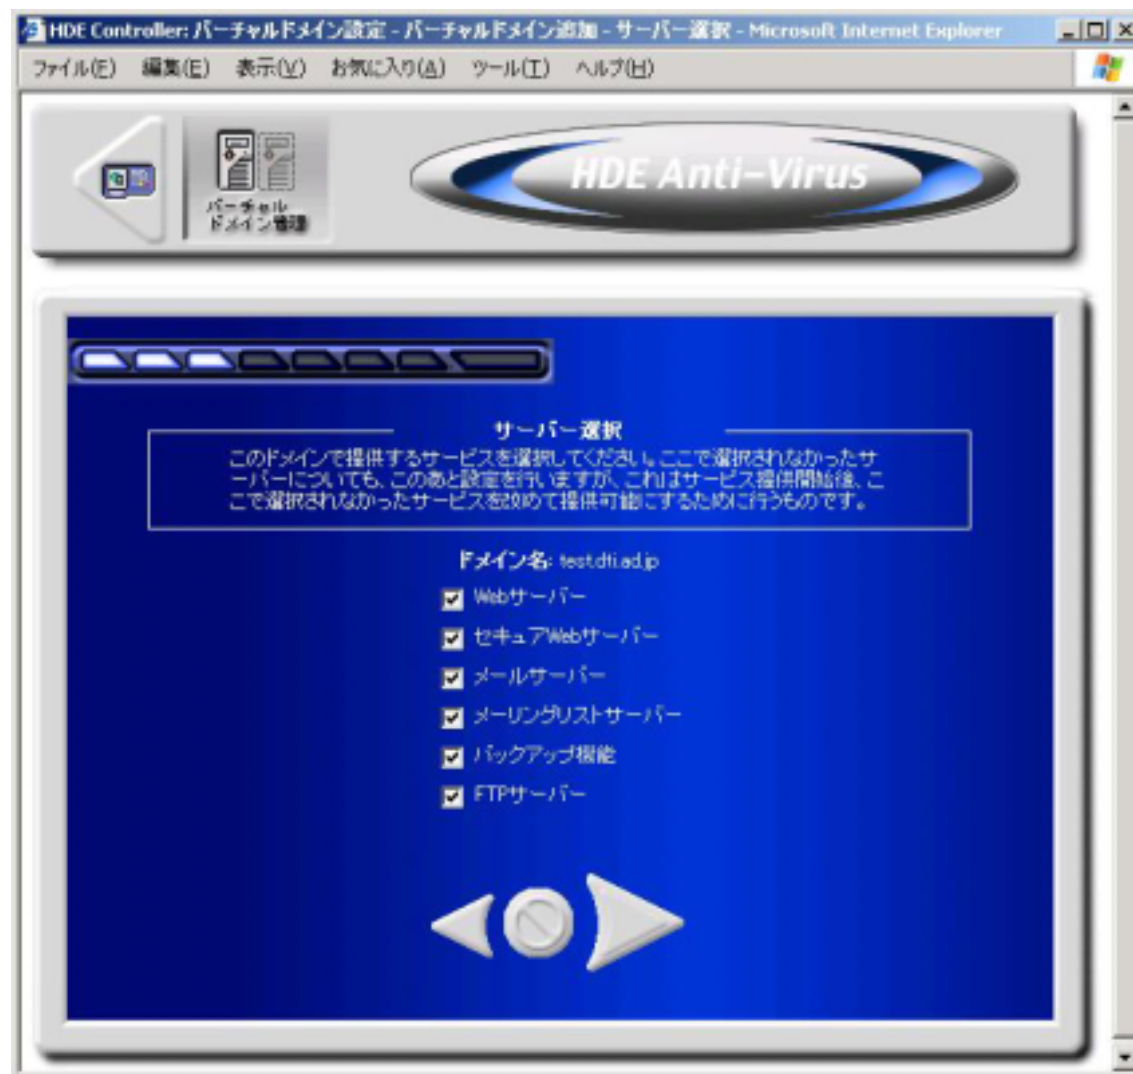 HDE Controller: バーチャルドメイン設定 - バーチャルドメイン追加 - サーバー選択 - Microsoft Internet Explorer
ファイル(F) 編集(E) 表示(V) お気に入り(A) ツール(T) ヘルプ(H)
バーチャル
ドメイン管理
HDE Anti-Virus
サーバー選択
このドメインで提供するサービスを選択してください。ここで選択されなかったサ
ーバーについても、このあと設定を行いますが、これはサービス提供開始後、こ
こで選択されなかったサービスを改めて提供可能にするために行うものです。
ドメイン名: test.dti.ad.jp
Webサーバー
セキュアWebサーバー
メールサーバー
メーリングリストサーバー
バックアップ機能
FTPサーバー